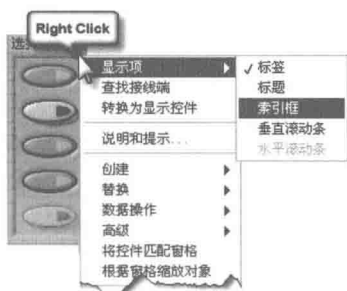 Right Click
显示项
查找接线端
转换为显示控件
说明和提示...
创建
替换
数据操作
高级
将控件匹配窗格
根据窗格缩放对象
✓标签
标题
索引框
垂直滚动条
水平滚动条